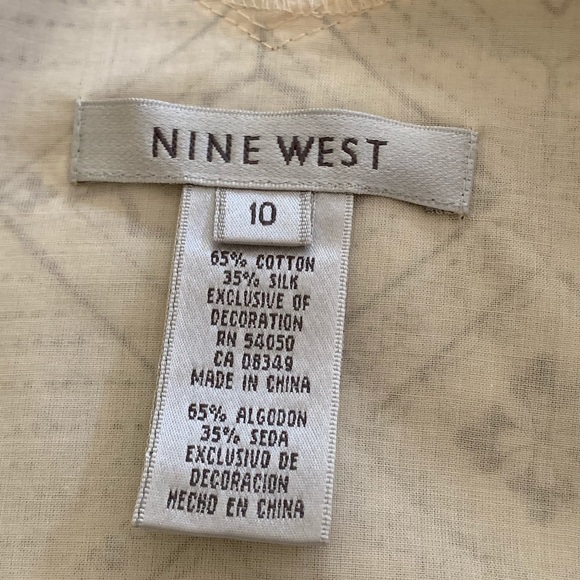 NINE WEST
10
65% COTTON
35% SILK
EXCLUSIVE OF
DECORATION
RN 54050
CA 08349
MADE IN CHINA
65% ALGODON
35% SEDA
EXCLUSIVO DE
DECORACION
HECHO EN CHINA